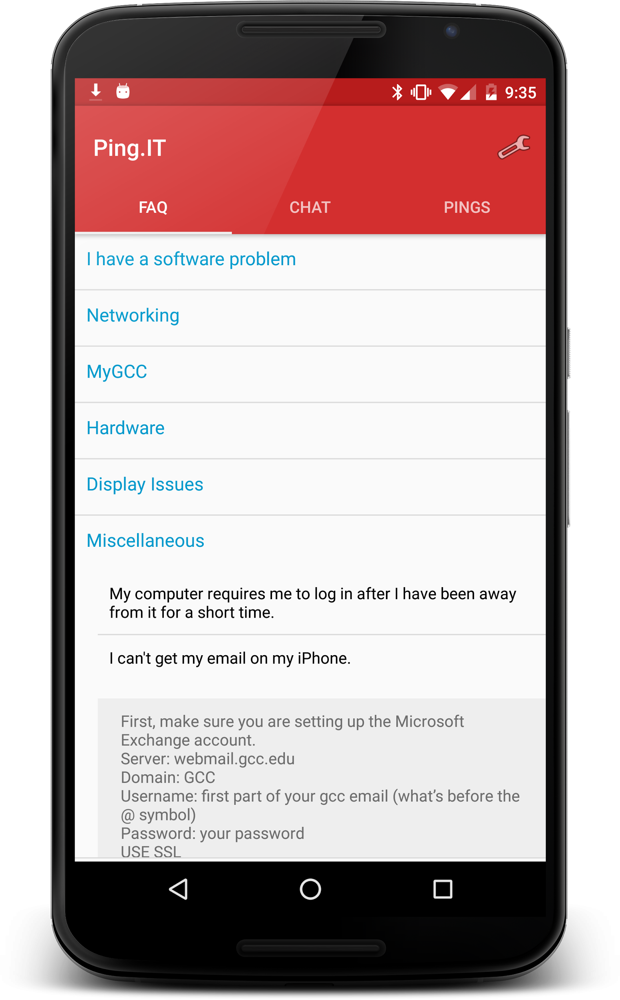 9:35
Ping.IT
FAQ CHAT PINGS
I have a software problem
Networking
MyGCC
Hardware
Display Issues
Miscellaneous
My computer requires me to log in after I have been away
from it for a short time.
I can't get my email on my iPhone.
First, make sure you are setting up the Microsoft
Exchange account.
Server: webmail.gcc.edu
Domain: GCC
Username: first part of your gcc email (what’s before the
@ symbol)
Password: your password
USE SSL